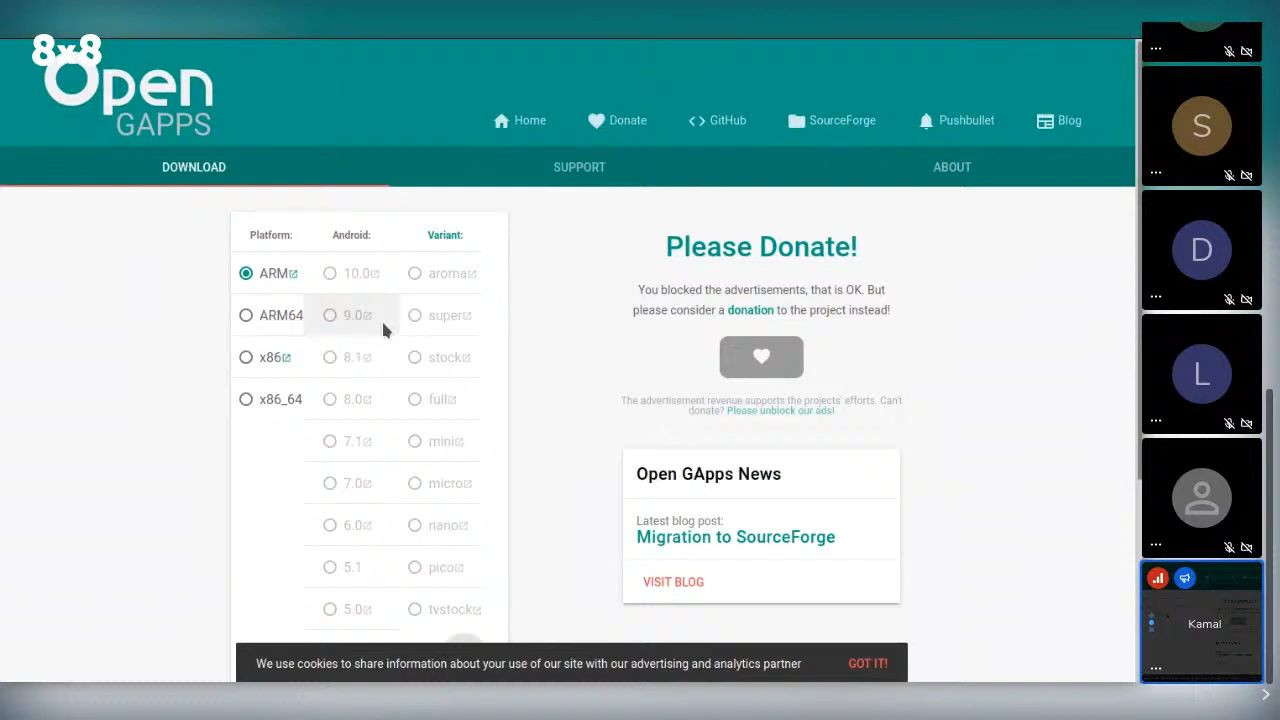 8x8
Open
GAPPS
Home
Donate
GitHub
SourceForge
Pushbullet
Blog
DOWNLOAD
SUPPORT
ABOUT
Platform:
Android:
Variant:
ARM
10.0
aroma
ARM64
9.0
super
x86
8.1
stock
x86_64
8.0
full
7.1
mini
7.0
micro
6.0
nano
5.1
pico
5.0
tvstock
Please Donate!
You blocked the advertisements, that is OK. But
please consider a donation to the project instead!
The advertisement revenue supports the projects' efforts. Can't
donate? Please unblock our ads!
Open GApps News
Latest blog post:
Migration to SourceForge
VISIT BLOG
We use cookies to share information about your use of our site with our advertising and analytics partner
GOT IT!
S
D
L
Kamal